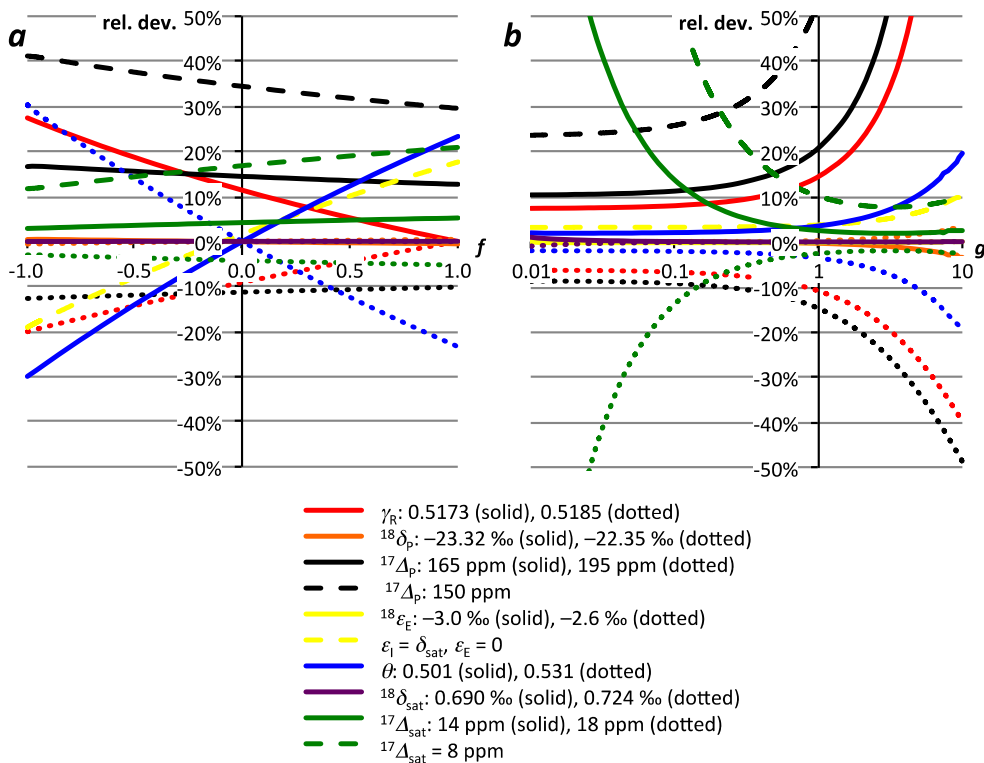 a
rel. dev.
50%
40%
30%
20%
10%
0%
-10%
-20%
-30%
-40%
-50%
-1.0
-0.5
0.0
0.5
1.0
f
b
rel. dev.
50%
40%
30%
20%
10%
0%
-10%
-20%
-30%
-40%
-50%
0.01
0.1
1
10
g
γR: 0.5173 (solid), 0.5185 (dotted)
18δP: –23.32 ‰ (solid), –22.35 ‰ (dotted)
17ΔP: 165 ppm (solid), 195 ppm (dotted)
17ΔP: 150 ppm
18εE: –3.0 ‰ (solid), –2.6 ‰ (dotted)
εI = δsat, εE = 0
θ: 0.501 (solid), 0.531 (dotted)
18δsat: 0.690 ‰ (solid), 0.724 ‰ (dotted)
17Δsat: 14 ppm (solid), 18 ppm (dotted)
17Δsat = 8 ppm